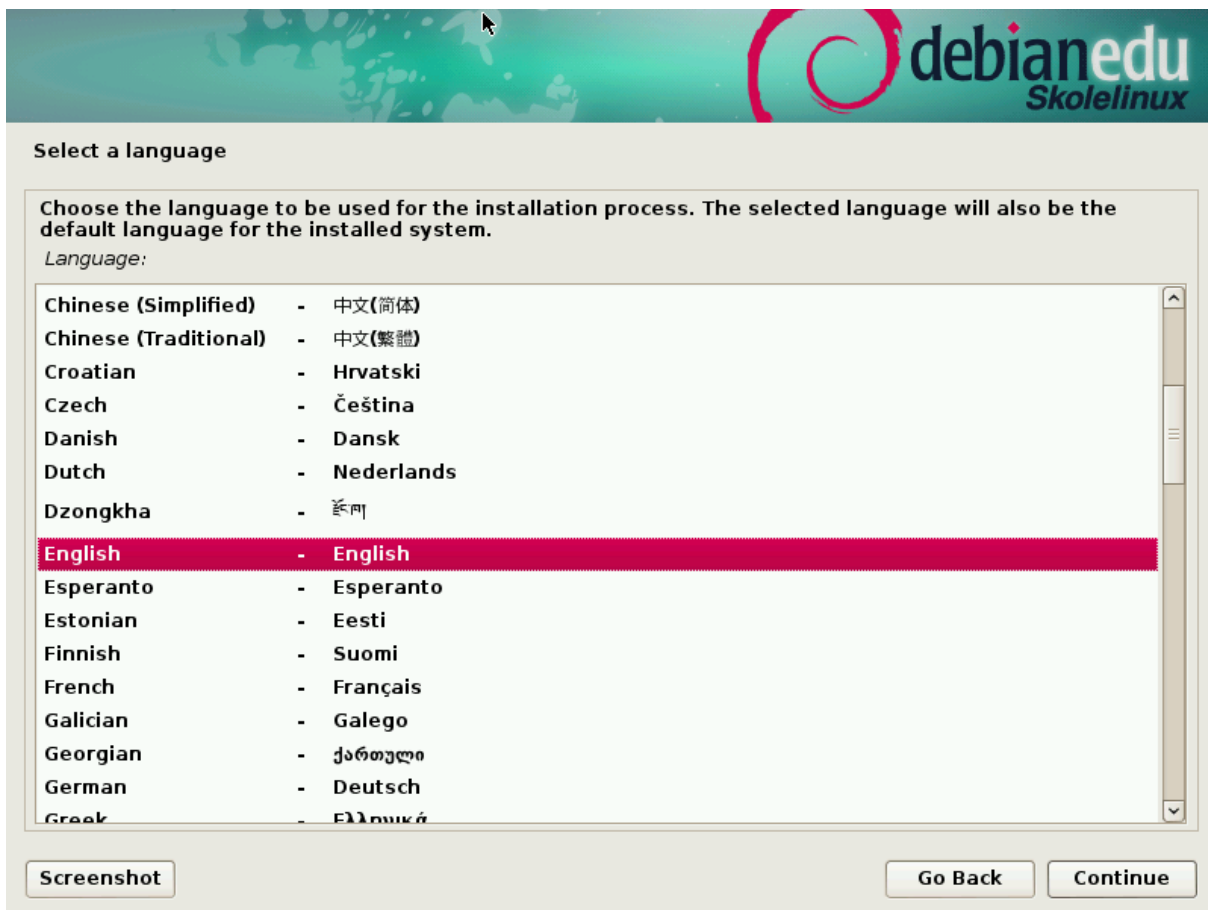 debianedu
Skolelinux
Select a language
Choose the language to be used for the installation process. The selected language will also be the
default language for the installed system.
Language:
Chinese (Simplified) - 中文(简体)
Chinese (Traditional) - 中文(繁體)
Croatian - Hrvatski
Czech - Čeština
Danish - Dansk
Dutch - Nederlands
Dzongkha - རྫོང་ཁ།
English - English
Esperanto - Esperanto
Estonian - Eesti
Finnish - Suomi
French - Français
Galician - Galego
Georgian - ქართული
German - Deutsch
Greek - Ελληνικά
Screenshot Go Back Continue